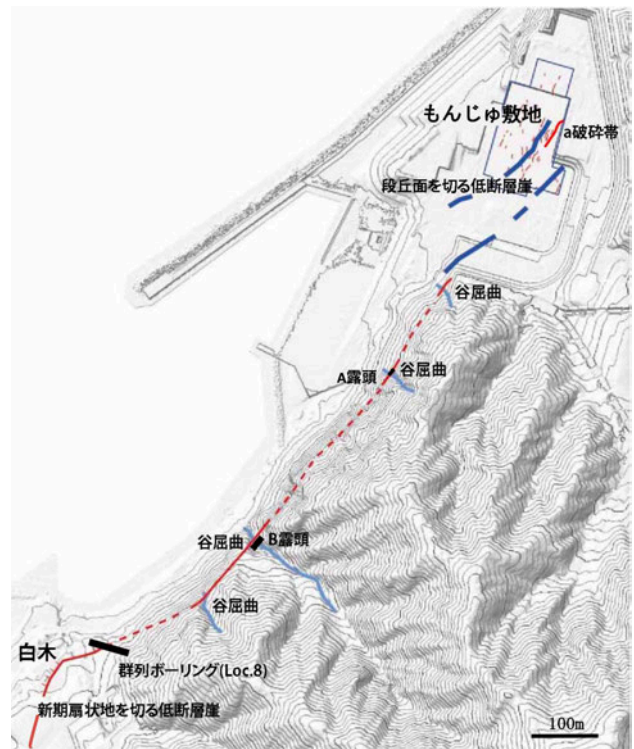 もんじゅ敷地
a破砕帯
段丘面を切る低断層崖
谷屈曲
谷屈曲
A露頭
谷屈曲
B露頭
谷屈曲
白木
群列ボーリング(Loc.8)
新期扇状地を切る低断層崖
100m